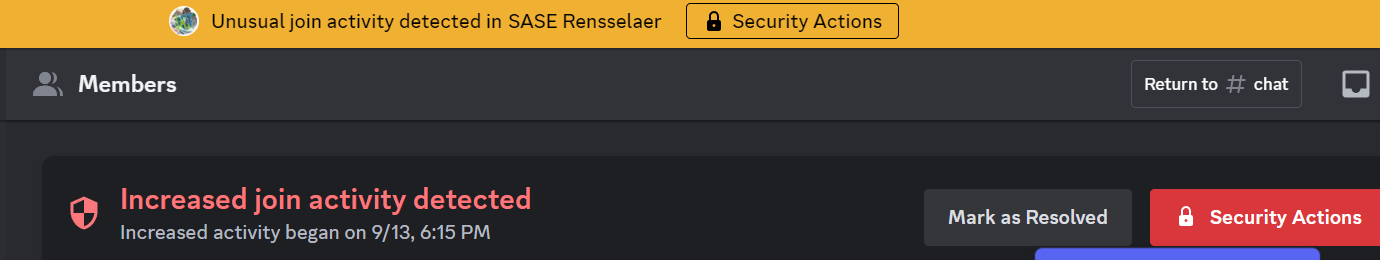 Unusual join activity detected in SASE Rensselaer Security Actions
Members Return to # chat
Increased join activity detected
Increased activity began on 9/13, 6:15 PM
Mark as Resolved Security Actions